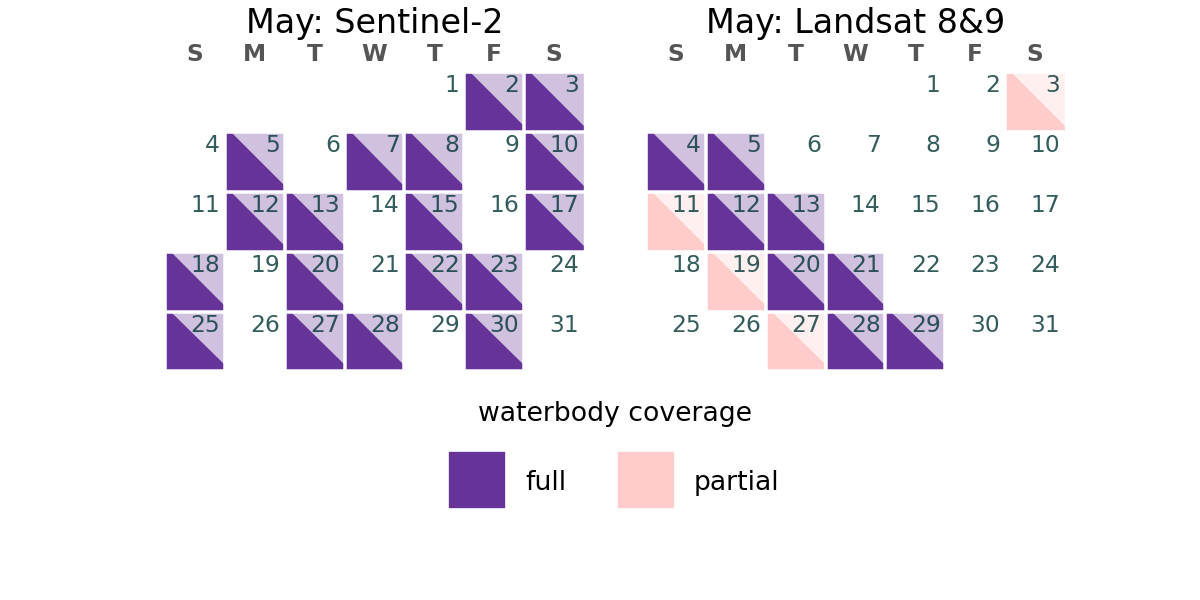 May: Sentinel-2
S M T W T F S
1 2 3
4 5 6 7 8 9 10
11 12 13 14 15 16 17
18 19 20 21 22 23 24
25 26 27 28 29 30 31
May: Landsat 8&9
S M T W T F S
1 2 3
4 5 6 7 8 9 10
11 12 13 14 15 16 17
18 19 20 21 22 23 24
25 26 27 28 29 30 31
waterbody coverage
full
partial